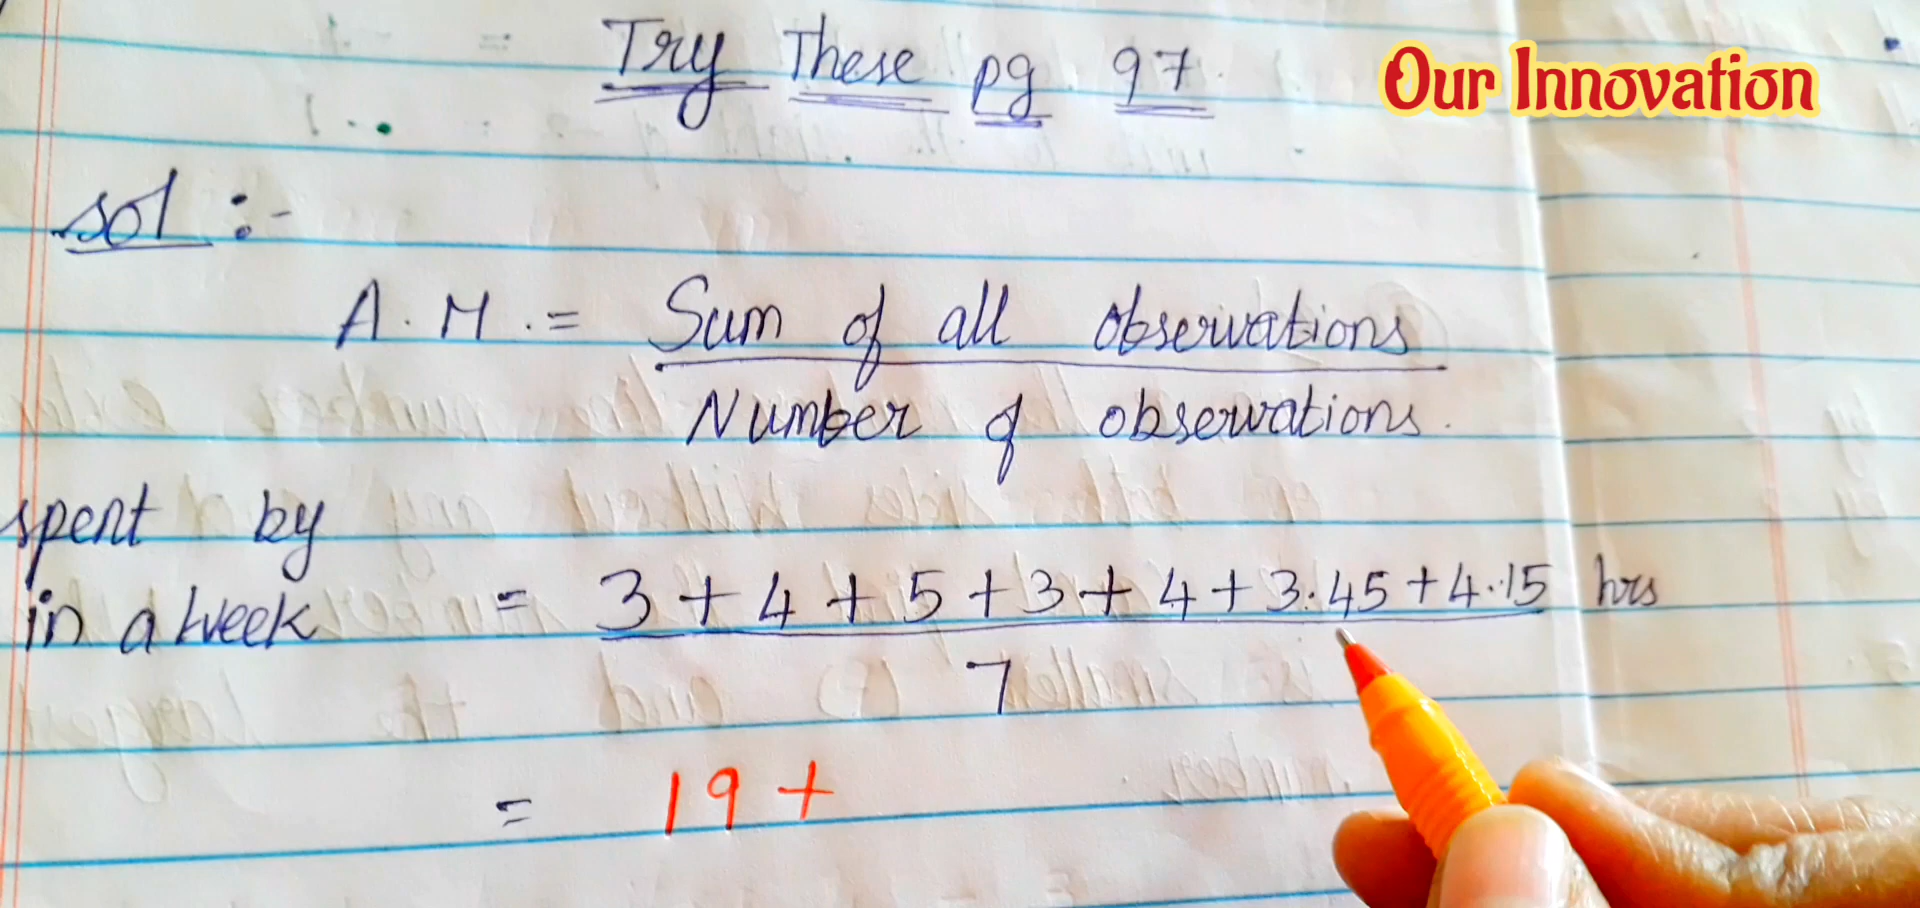 Try These pg 97
Our Innovation
sol :-
A.M. = Sum of all observations
Number of observations.
spent by
in a week = 3 + 4 + 5 + 3 + 4 + 3.45 + 4.15 hrs
7
= 19 +